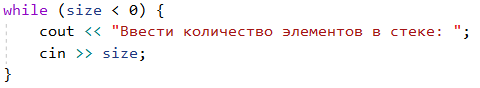 while (size < 0) {
    cout << "Ввести количество элементов в стеке: ";
    cin >> size;
}